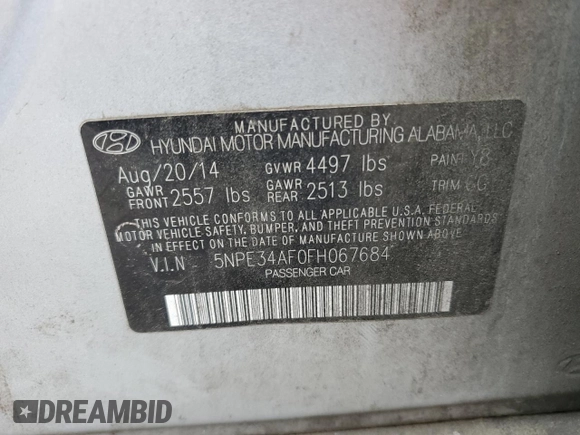 MANUFACTURED BY
HYUNDAI MOTOR MANUFACTURING ALABAMA, LLC
Aug/20/14 GVWR 4497 lbs PAINT Y8
GAWR FRONT 2557 lbs GAWR REAR 2513 lbs TRIM
THIS VEHICLE CONFORMS TO ALL APPLICABLE U.S.A. FEDERAL
MOTOR VEHICLE SAFETY, BUMPER, AND THEFT PREVENTION STANDARDS
IN EFFECT ON THE DATE OF MANUFACTURE SHOWN ABOVE.
V.I.N 5NPE34AF0FH067684
PASSENGER CAR
DREAMBID